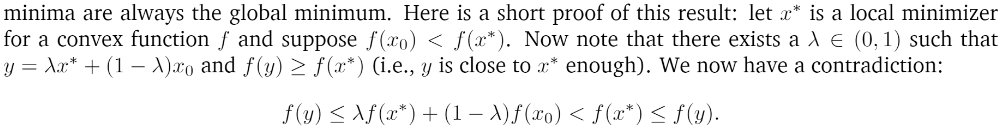 minima are always the global minimum. Here is a short proof of this result: let x* is a local minimizer
for a convex function f and suppose f(x₀) < f(x*). Now note that there exists a λ ∈ (0, 1) such that
y = λx* + (1 − λ)x₀ and f(y) ≥ f(x*) (i.e., y is close to x* enough). We now have a contradiction:
f(y) ≤ λf(x*) + (1 − λ)f(x₀) < f(x*) ≤ f(y).